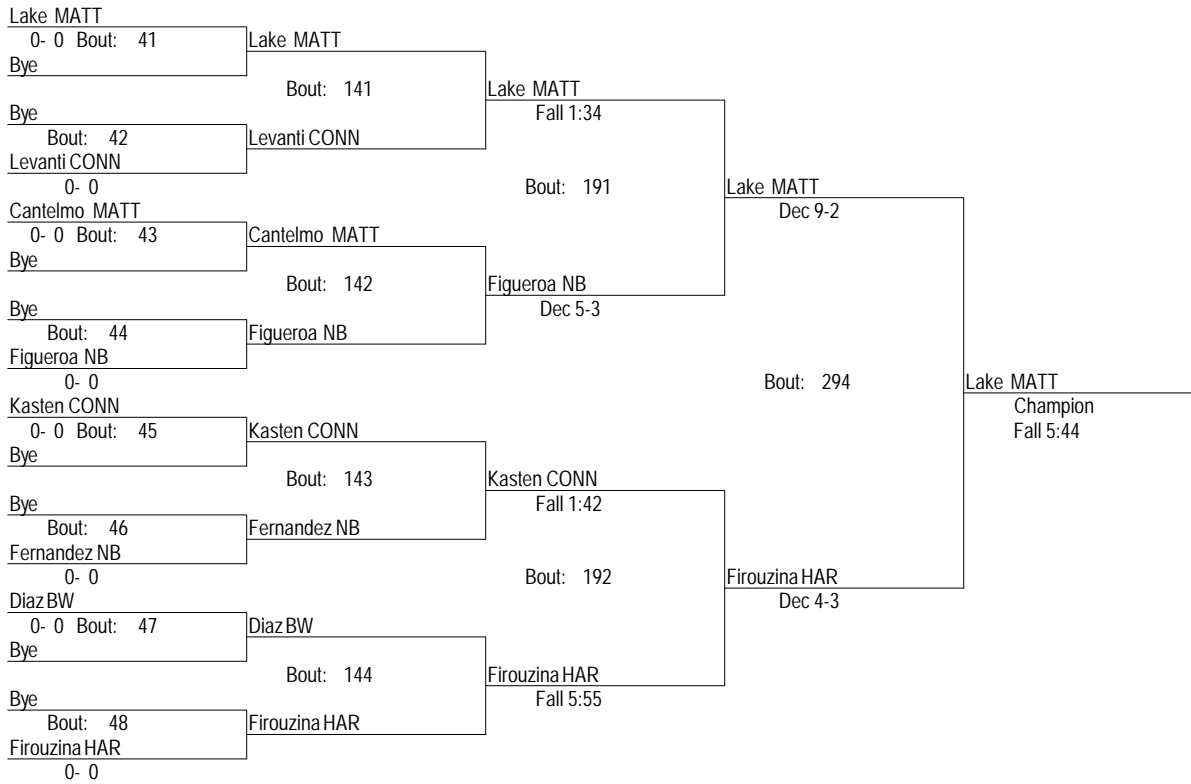 Lake MATT
0- 0 Bout: 41
Lake MATT
Bye
Bout: 141
Lake MATT
Bye
Fall 1:34
Bout: 42
Levanti CONN
Levanti CONN
0- 0
Bout: 191
Lake MATT
Cantelmo MATT
Dec 9-2
0- 0 Bout: 43
Cantelmo MATT
Bye
Bout: 142
Figueroa NB
Bye
Dec 5-3
Bout: 44
Figueroa NB
Figueroa NB
0- 0
Bout: 294
Lake MATT
Kasten CONN
Champion
0- 0 Bout: 45
Kasten CONN
Fall 5:44
Bye
Bout: 143
Kasten CONN
Bye
Fall 1:42
Bout: 46
Fernandez NB
Fernandez NB
0- 0
Bout: 192
Firouzina HAR
Diaz BW
Dec 4-3
0- 0 Bout: 47
Diaz BW
Bye
Bout: 144
Firouzina HAR
Bye
Fall 5:55
Bout: 48
Firouzina HAR
Firouzina HAR
0- 0